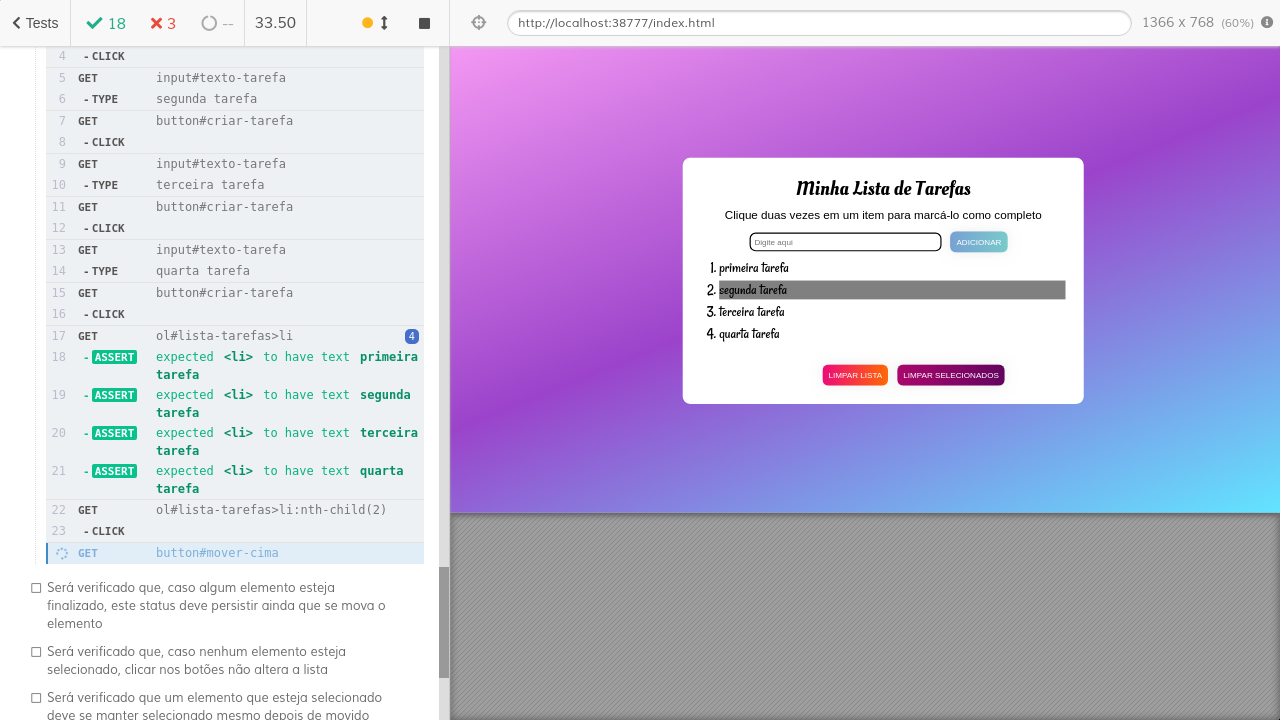 Tests
18
3
--
33.50
http://localhost:38777/index.html
1366 x 768 (60%)
4 - CLICK
5 GET input#texto-tarefa
6 - TYPE segunda tarefa
7 GET button#criar-tarefa
8 - CLICK
9 GET input#texto-tarefa
10 - TYPE terceira tarefa
11 GET button#criar-tarefa
12 - CLICK
13 GET input#texto-tarefa
14 - TYPE quarta tarefa
15 GET button#criar-tarefa
16 - CLICK
17 GET ol#lista-tarefas>li 4
18 - ASSERT expected <li> to have text primeira
tarefa
19 - ASSERT expected <li> to have text segunda
tarefa
20 - ASSERT expected <li> to have text terceira
tarefa
21 - ASSERT expected <li> to have text quarta
tarefa
22 GET ol#lista-tarefas>li:nth-child(2)
23 - CLICK
GET button#mover-cima
Será verificado que, caso algum elemento esteja
finalizado, este status deve persistir ainda que se mova o
elemento
Será verificado que, caso nenhum elemento esteja
selecionado, clicar nos botões não altera a lista
Será verificado que um elemento que esteja selecionado
deve se manter selecionado mesmo depois de movido
Minha Lista de Tarefas
Clique duas vezes em um item para marcá-lo como completo
Digite aqui
ADICIONAR
1. primeira tarefa
2. segunda tarefa
3. terceira tarefa
4. quarta tarefa
LIMPAR LISTA
LIMPAR SELECIONADOS